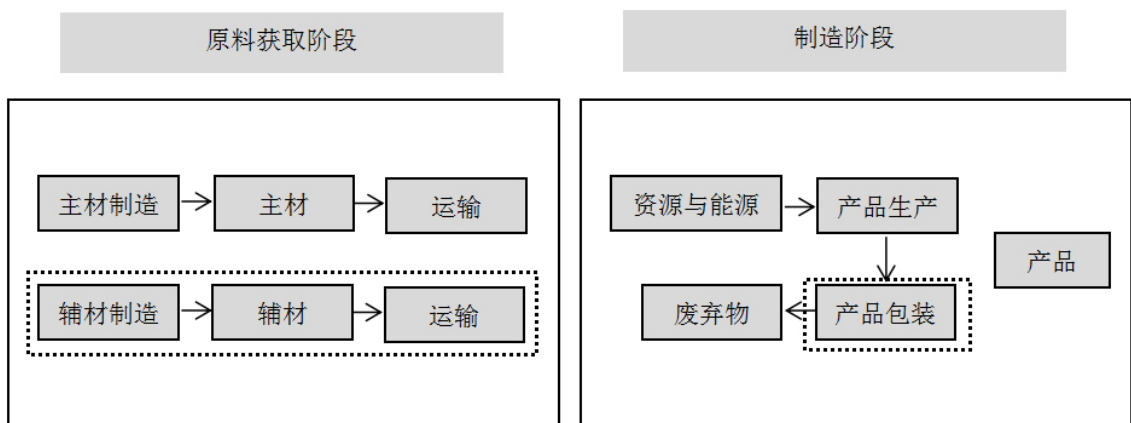 原料获取阶段
制造阶段
主材制造
主材
运输
辅材制造
辅材
运输
资源与能源
产品生产
产品
废弃物
产品包装